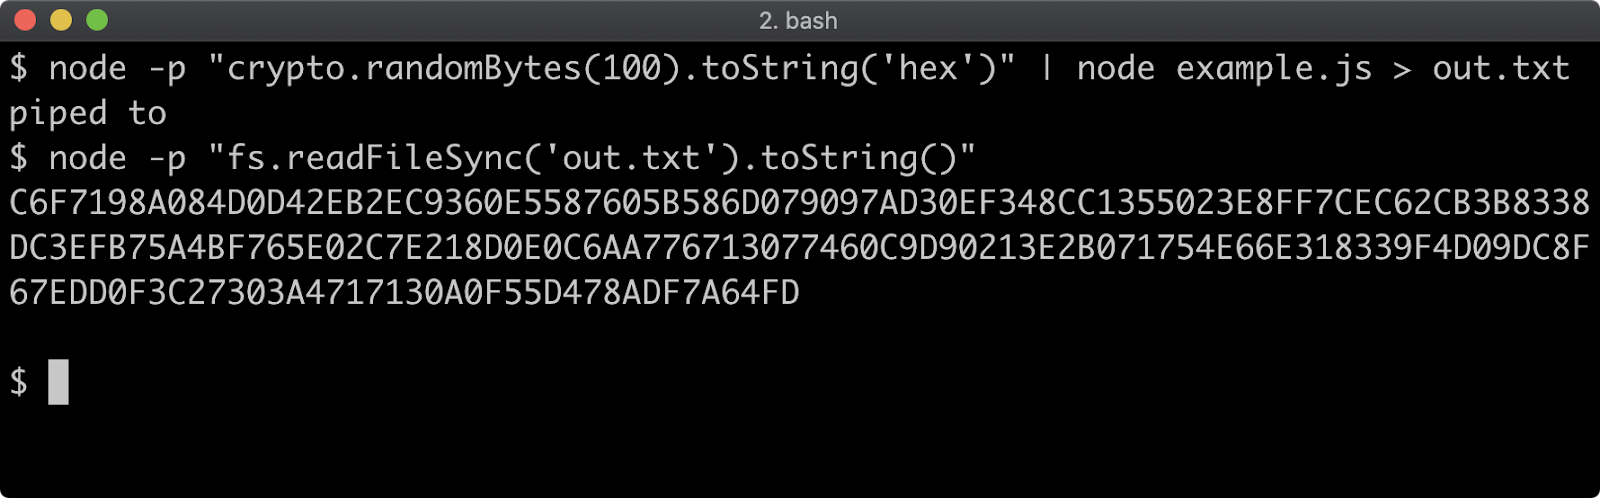 2. bash
$ node -p "crypto.randomBytes(100).toString('hex')" | node example.js > out.txt
piped to
$ node -p "fs.readFileSync('out.txt').toString()"
C6F7198A084D0D42EB2EC9360E5587605B586D079097AD30EF348CC1355023E8FF7CEC62CB3B8338
DC3EFB75A4BF765E02C7E218D0E0C6AA776713077460C9D90213E2B071754E66E318339F4D09DC8F
67EDD0F3C27303A4717130A0F55D478ADF7A64FD
$